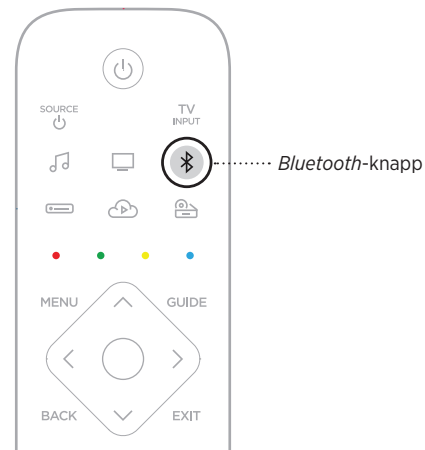 SOURCE
TV
INPUT
Bluetooth-knapp
MENU
GUIDE
BACK
EXIT